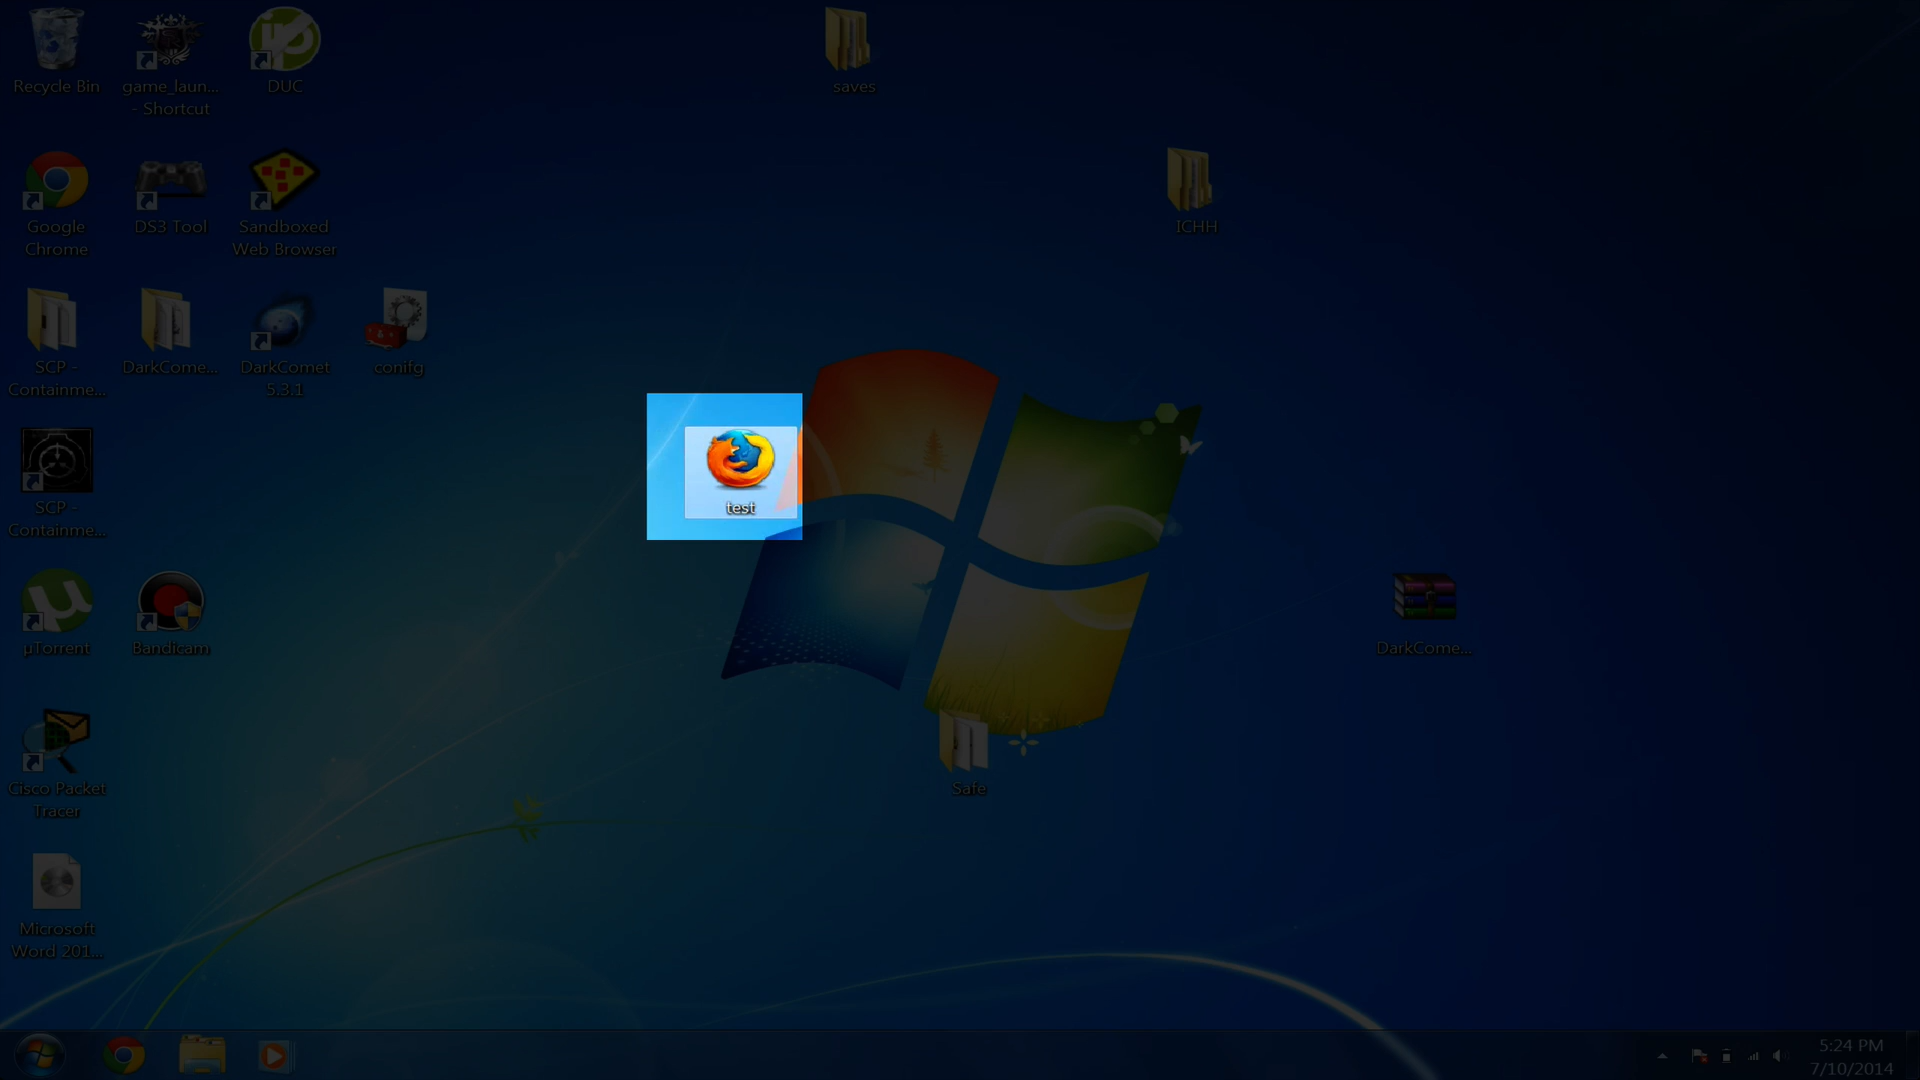 Recycle Bin
game_laun...
- Shortcut
DUC
saves
Google
Chrome
DS3 Tool
Sandboxed
Web Browser
ICHH
SCP -
Containme...
DarkCome...
DarkComet
5.3.1
conifg
test
SCP -
Containme...
µTorrent
Bandicam
DarkCome...
Cisco Packet
Tracer
Safe
Microsoft
Word 201...
5:24 PM
7/10/2014